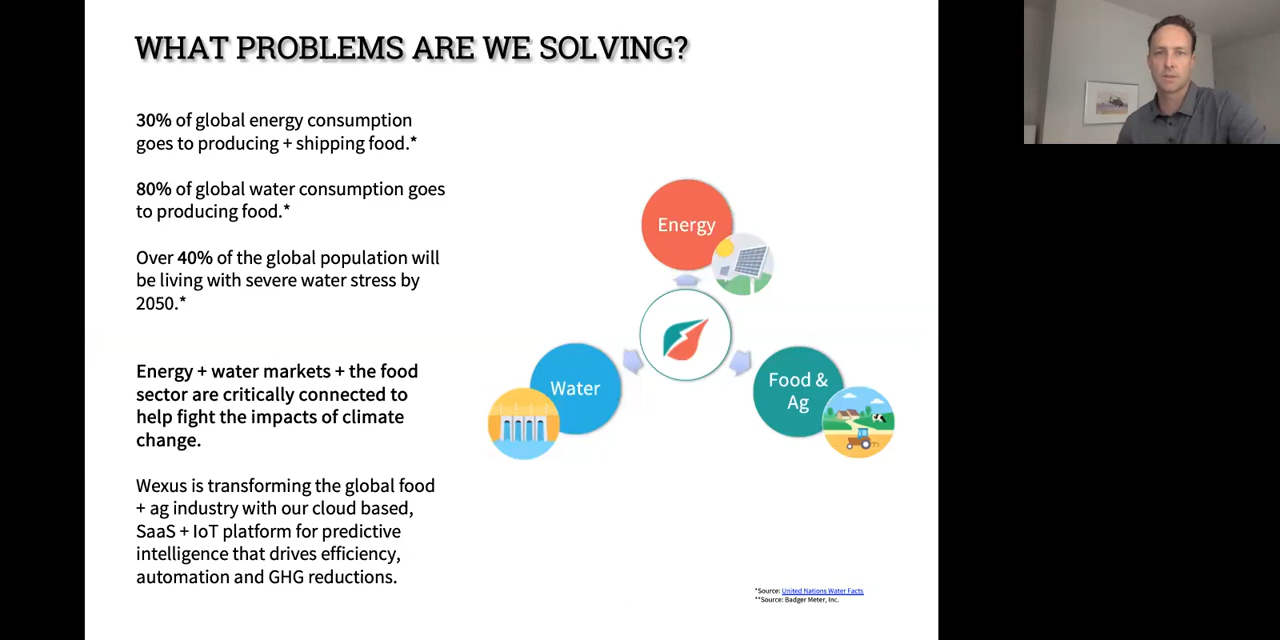 WHAT PROBLEMS ARE WE SOLVING?
30% of global energy consumption
goes to producing + shipping food.*
80% of global water consumption goes
to producing food.*
Over 40% of the global population will
be living with severe water stress by
2050.*
Energy + water markets + the food
sector are critically connected to
help fight the impacts of climate
change.
Wexus is transforming the global food
+ ag industry with our cloud based,
SaaS + IoT platform for predictive
intelligence that drives efficiency,
automation and GHG reductions.
Energy
Water
Food &
Ag
*Source: United Nations Water Facts
**Source: Badger Meter, Inc.